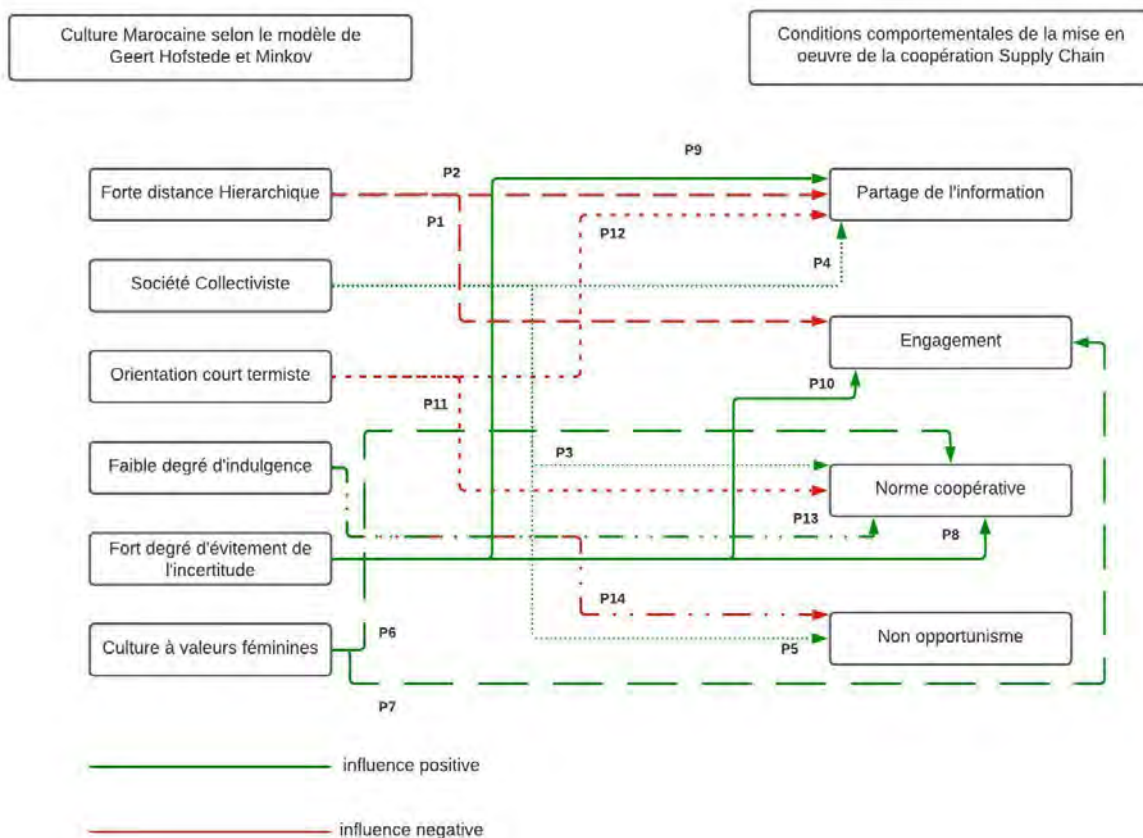 Culture Marocaine selon le modèle de
Geert Hofstede et Minkov
Conditions comportementales de la mise en
oeuvre de la coopération Supply Chain
P9
P2
Forte distance Hierarchique
Partage de l'information
P1
P12
P4
Société Collectiviste
Engagement
Orientation court termiste
P10
P11
Faible degré d'indulgence
P3
Norme coopérative
P13
P8
Fort degré d'évitement de
l'incertitude
P14
P6
Culture à valeurs féminines
Non opportunisme
P5
P7
influence positive
influence negative